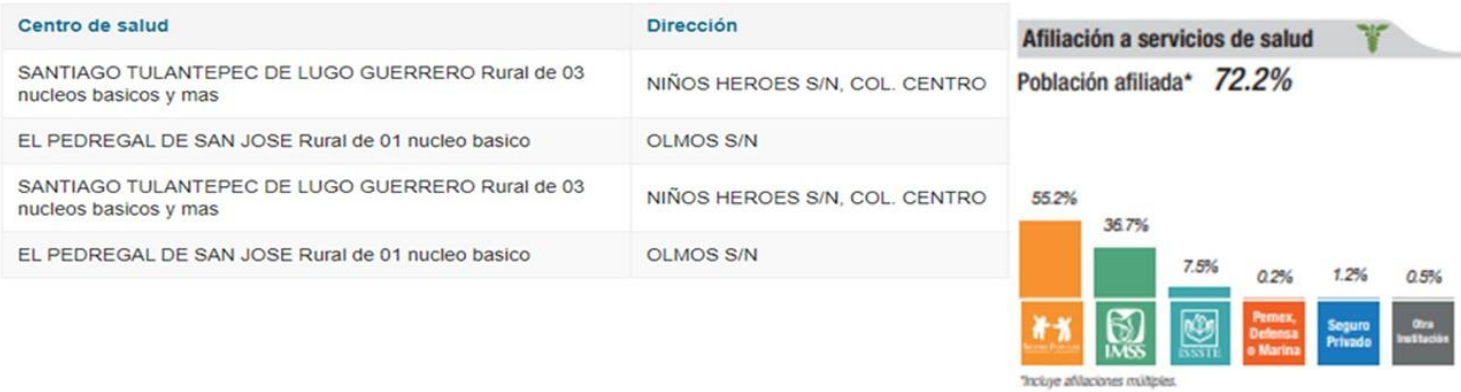 Centro de salud
Dirección
SANTIAGO TULANTEPEC DE LUGO GUERRERO Rural de 03
nucleos basicos y mas
NIÑOS HEROES S/N, COL. CENTRO
EL PEDREGAL DE SAN JOSE Rural de 01 nucleo basico
OLMOS S/N
SANTIAGO TULANTEPEC DE LUGO GUERRERO Rural de 03
nucleos basicos y mas
NIÑOS HEROES S/N, COL. CENTRO
EL PEDREGAL DE SAN JOSE Rural de 01 nucleo basico
OLMOS S/N
Afiliación a servicios de salud
Población afiliada* 72.2%
55.2%
36.7%
7.5%
0.2%
1.2%
0.5%
Seguro Popular
IMSS
ISSSTE
Pemex,
Defensa
o Marina
Seguro
Privado
Otra
Institución
*Incluye afiliaciones múltiples.